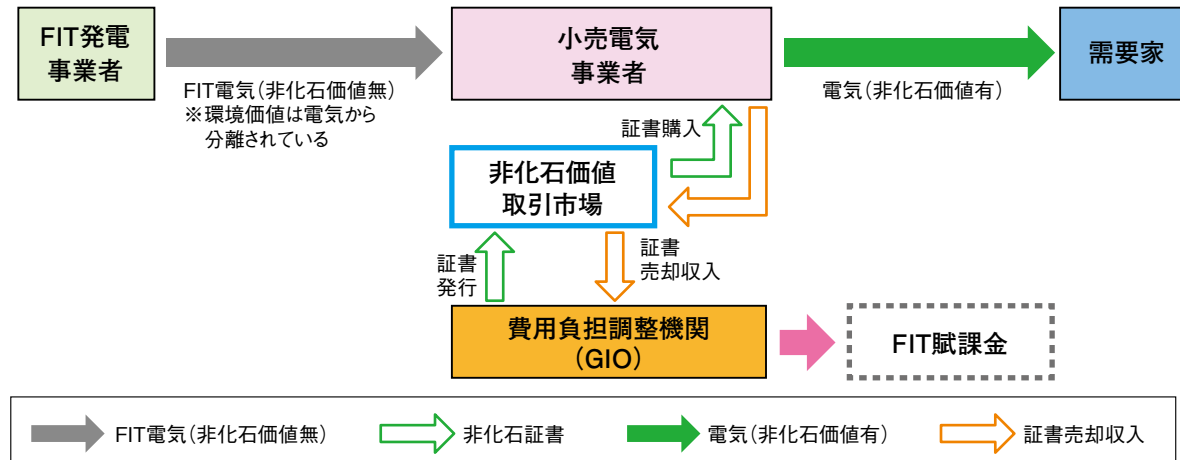 FIT発電
事業者
小売電気
事業者
需要家
FIT電気(非化石価値無)
※環境価値は電気から
分離されている
電気(非化石価値有)
証書購入
非化石価値
取引市場
証書
発行
証書
売却収入
費用負担調整機関
(GIO)
FIT賦課金
FIT電気(非化石価値無)
非化石証書
電気(非化石価値有)
証書売却収入